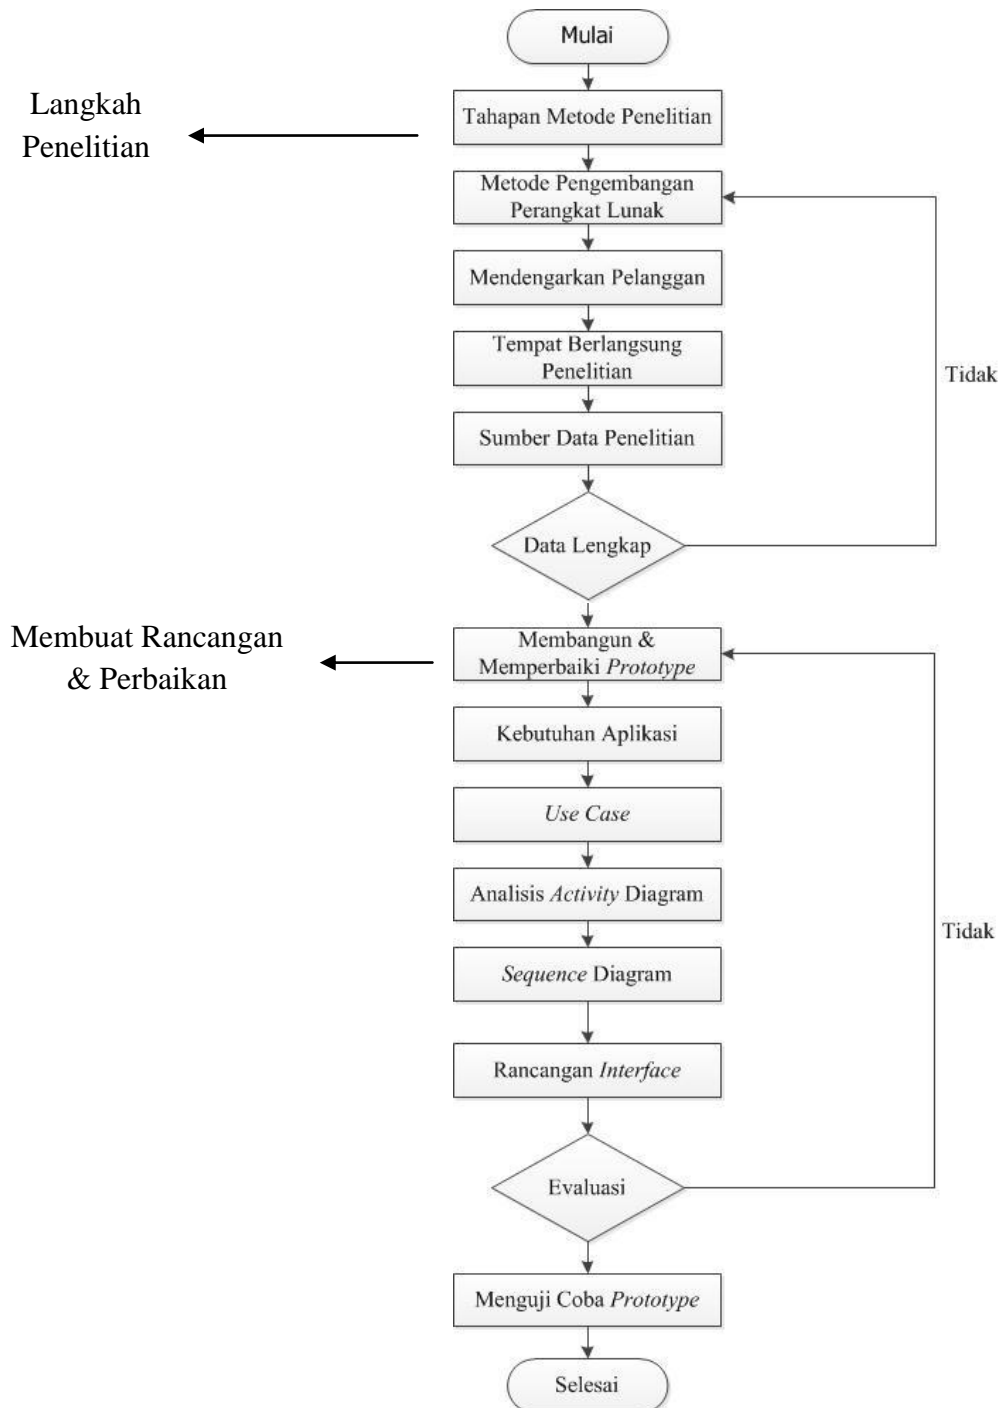 Mulai
Langkah
Penelitian
Tahapan Metode Penelitian
Metode Pengembangan
Perangkat Lunak
Mendengarkan Pelanggan
Tempat Berlangsung
Penelitian
Tidak
Sumber Data Penelitian
Data Lengkap
Membuat Rancangan
& Perbaikan
Membangun &
Memperbaiki Prototype
Kebutuhan Aplikasi
Use Case
Analisis Activity Diagram
Tidak
Sequence Diagram
Rancangan Interface
Evaluasi
Menguji Coba Prototype
Selesai